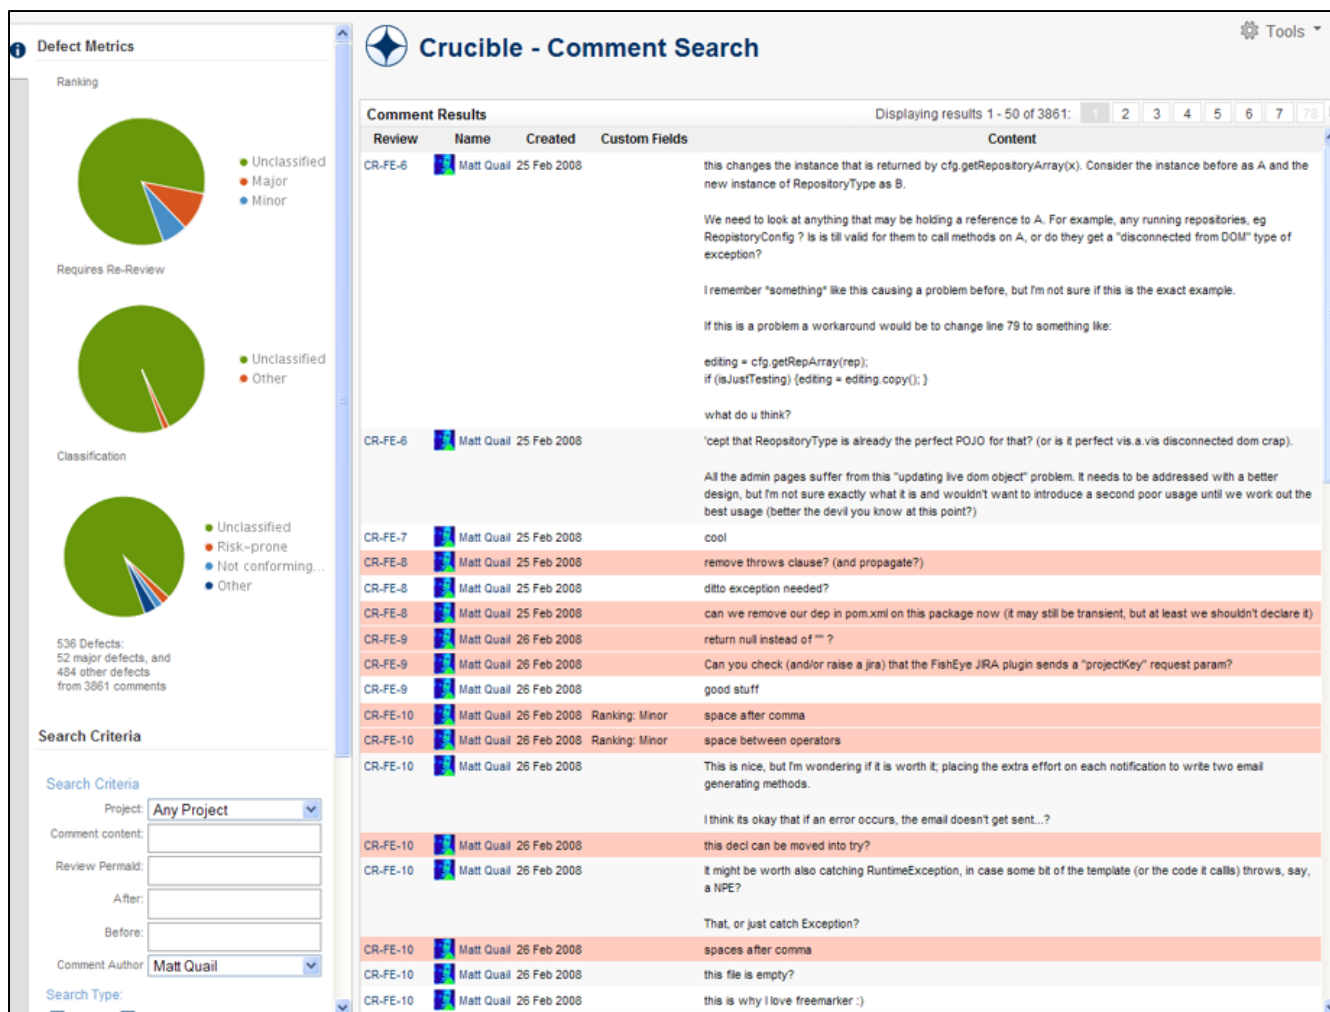 Defect Metrics
Ranking
Unclassified
Major
Minor
Requires Re-Review
Unclassified
Other
Classification
Unclassified
Risk-prone
Not conforming...
Other
536 Defects:
52 major defects, and
484 other defects
from 3861 comments
Search Criteria
Search Criteria
Project: Any Project
Comment content:
Review PermaId:
After:
Before:
Comment Author Matt Quail
Search Type:
Crucible - Comment Search
Tools
Comment Results Displaying results 1 - 50 of 3861: 1 2 3 4 5 6 7 78
Review Name Created Custom Fields Content
CR-FE-6 Matt Quail 25 Feb 2008 this changes the instance that is returned by cfg.getRepositoryArray(x). Consider the instance before as A and the
new instance of RepositoryType as B.
We need to look at anything that may be holding a reference to A. For example, any running repositories, eg
ReopistoryConfig ? Is is till valid for them to call methods on A, or do they get a "disconnected from DOM" type of
exception?
I remember *something* like this causing a problem before, but I'm not sure if this is the exact example.
If this is a problem a workaround would be to change line 79 to something like:
editing = cfg.getRepArray(rep);
if (isJustTesting) {editing = editing.copy(); }
what do u think?
CR-FE-6 Matt Quail 25 Feb 2008 'cept that ReopsitoryType is already the perfect POJO for that? (or is it perfect vis.a.vis disconnected dom crap).
All the admin pages suffer from this "updating live dom object" problem. It needs to be addressed with a better
design, but I'm not sure exactly what it is and wouldn't want to introduce a second poor usage until we work out the
best usage (better the devil you know at this point?)
CR-FE-7 Matt Quail 25 Feb 2008 cool
CR-FE-8 Matt Quail 25 Feb 2008 remove throws clause? (and propagate?)
CR-FE-8 Matt Quail 25 Feb 2008 ditto exception needed?
CR-FE-8 Matt Quail 25 Feb 2008 can we remove our dep in pom.xml on this package now (it may still be transient, but at least we shouldn't declare it)
CR-FE-9 Matt Quail 26 Feb 2008 return null instead of "" ?
CR-FE-9 Matt Quail 26 Feb 2008 Can you check (and/or raise a jira) that the FishEye JIRA plugin sends a "projectKey" request param?
CR-FE-9 Matt Quail 26 Feb 2008 good stuff
CR-FE-10 Matt Quail 26 Feb 2008 Ranking: Minor space after comma
CR-FE-10 Matt Quail 26 Feb 2008 Ranking: Minor space between operators
CR-FE-10 Matt Quail 26 Feb 2008 This is nice, but I'm wondering if it is worth it; placing the extra effort on each notification to write two email
generating methods.
I think its okay that if an error occurs, the email doesn't get sent...?
CR-FE-10 Matt Quail 26 Feb 2008 this decl can be moved into try?
CR-FE-10 Matt Quail 26 Feb 2008 It might be worth also catching RuntimeException, in case some bit of the template (or the code it calls) throws, say,
a NPE?
That, or just catch Exception?
CR-FE-10 Matt Quail 26 Feb 2008 spaces after comma
CR-FE-10 Matt Quail 26 Feb 2008 this file is empty?
CR-FE-10 Matt Quail 26 Feb 2008 this is why I love freemarker :)